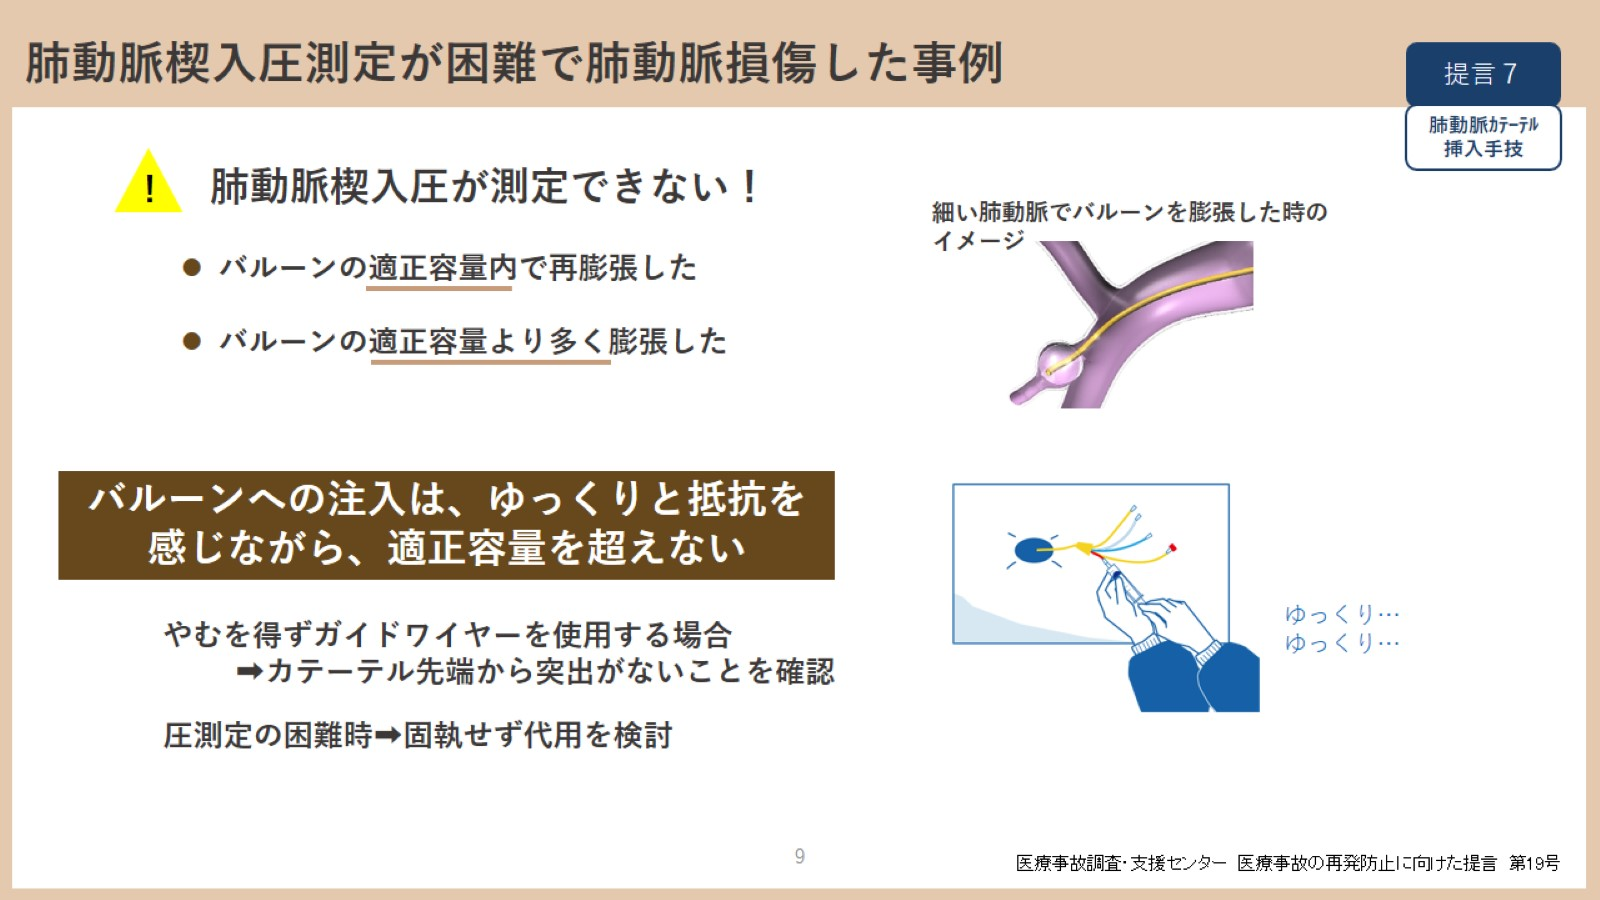 肺動脈楔入圧測定が困難で肺動脈損傷した事例
提言７
肺動脈ｶﾃｰﾃﾙ
挿入手技
!
肺動脈楔入圧が測定できない！
● バルーンの適正容量内で再膨張した
● バルーンの適正容量より多く膨張した
細い肺動脈でバルーンを膨張した時の
イメージ
バルーンへの注入は、ゆっくりと抵抗を
感じながら、適正容量を超えない
やむを得ずガイドワイヤーを使用する場合
➡カテーテル先端から突出がないことを確認
圧測定の困難時➡固執せず代用を検討
ゆっくり…
ゆっくり…
9
医療事故調査･支援センター　医療事故の再発防止に向けた提言　第19号